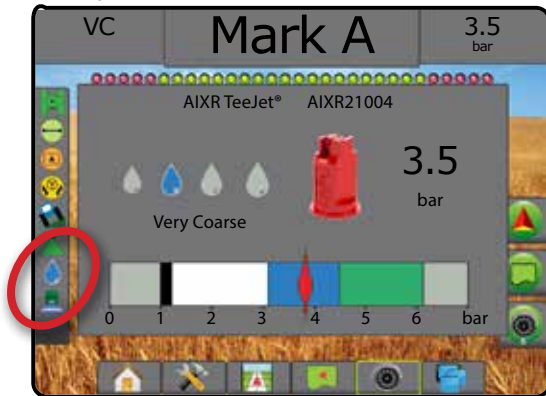 VC Mark A 3.5
bar
AIXR TeeJet® AIXR21004
3.5
bar
Very Coarse
0 1 2 3 4 5 6 bar